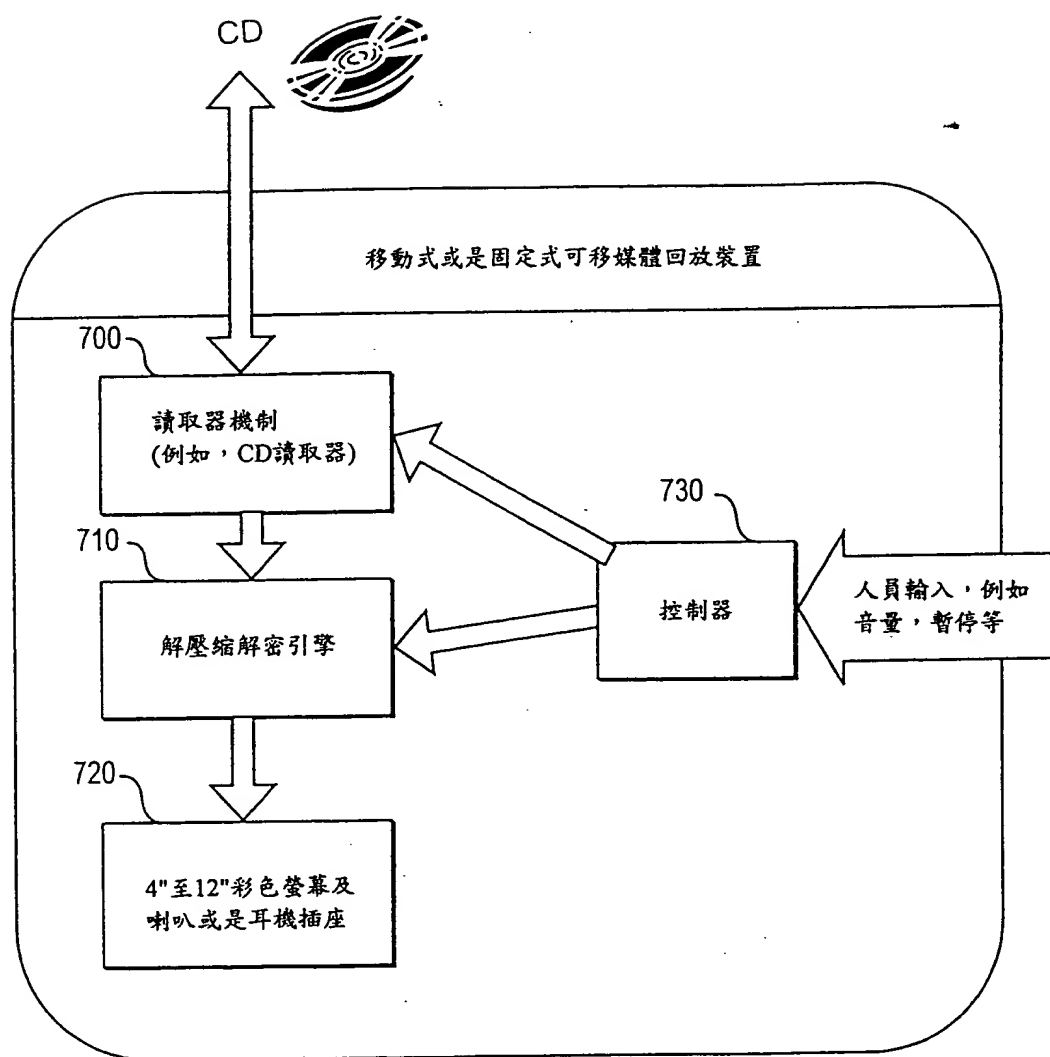 CD
移動式或是固定式可移媒體回放裝置
700
讀取器機制
(例如，CD讀取器)
730
710
人員輸入，例如
音量，暫停等
控制器
解壓縮解密引擎
720
4"至12"彩色螢幕及
喇叭或是耳機插座